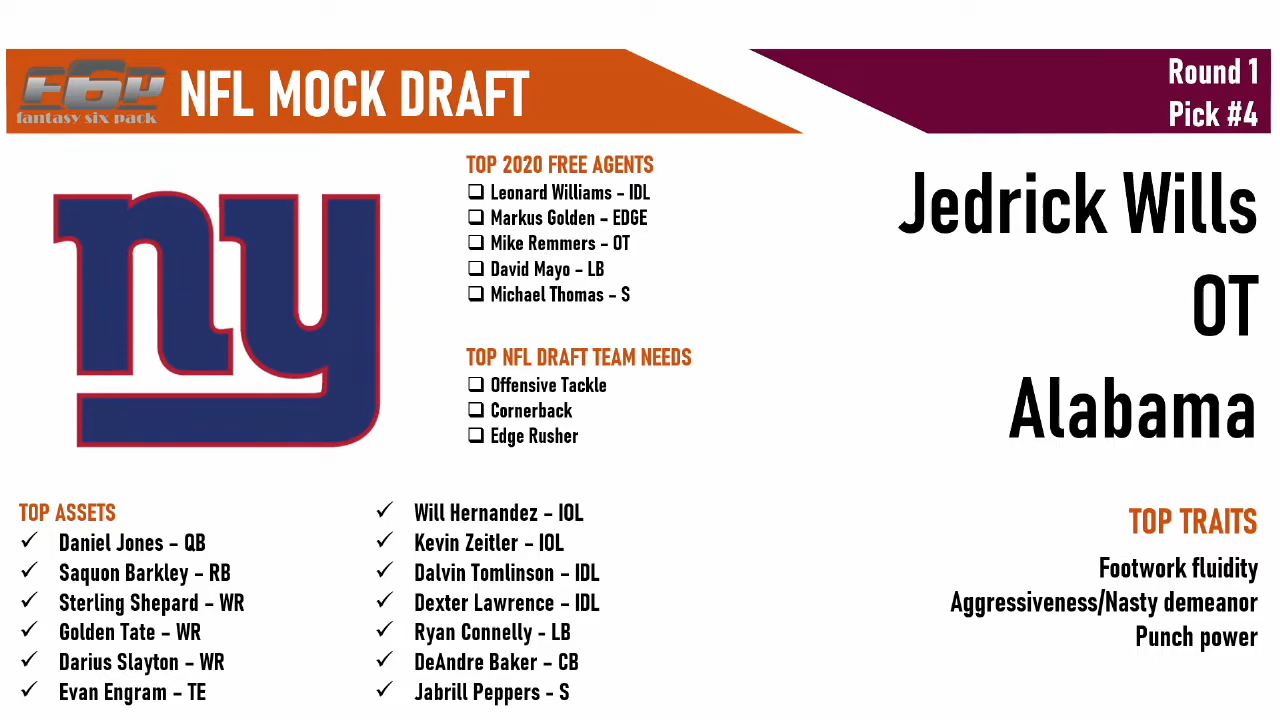 F6P
fantasy six pack
NFL MOCK DRAFT
Round 1
Pick #4
ny
TOP 2020 FREE AGENTS
Leonard Williams – IDL
Markus Golden – EDGE
Mike Remmers – OT
David Mayo – LB
Michael Thomas – S
TOP NFL DRAFT TEAM NEEDS
Offensive Tackle
Cornerback
Edge Rusher
Jedrick Wills
OT
Alabama
TOP ASSETS
Daniel Jones – QB
Saquon Barkley – RB
Sterling Shepard – WR
Golden Tate – WR
Darius Slayton – WR
Evan Engram – TE
Will Hernandez – IOL
Kevin Zeitler – IOL
Dalvin Tomlinson – IDL
Dexter Lawrence – IDL
Ryan Connelly – LB
DeAndre Baker – CB
Jabrill Peppers – S
TOP TRAITS
Footwork fluidity
Aggressiveness/Nasty demeanor
Punch power